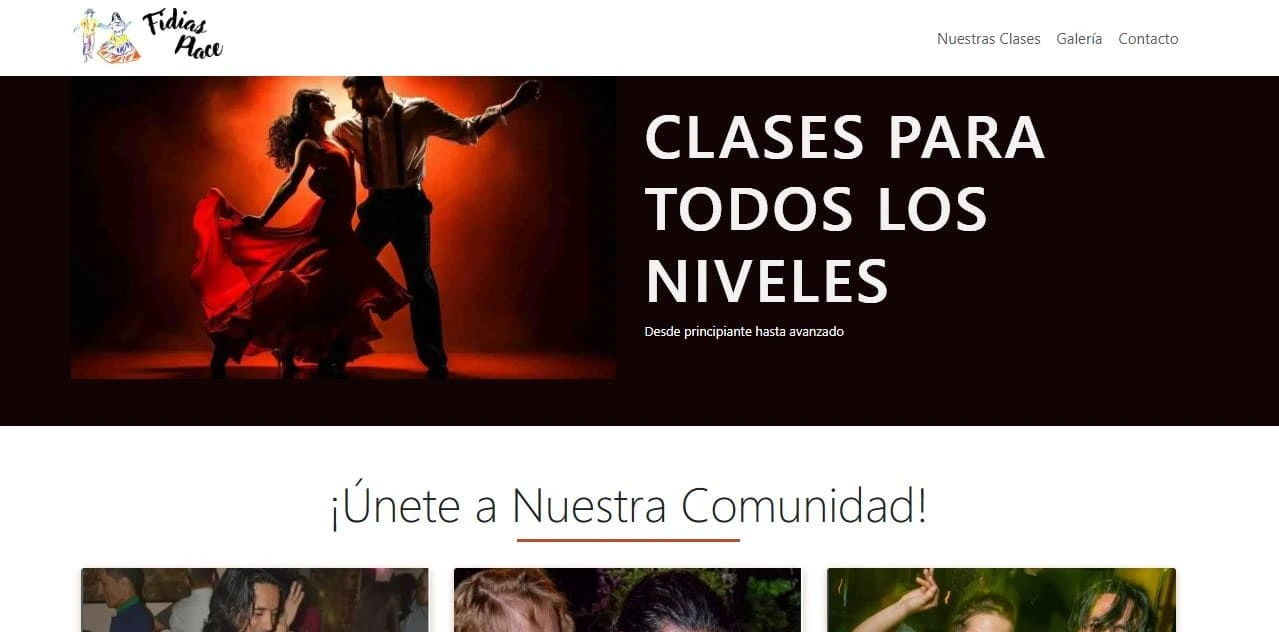 Fidias
Place
Nuestras Clases
Galería
Contacto
CLASES PARA
TODOS LOS
NIVELES
Desde principiante hasta avanzado
¡Únete a Nuestra Comunidad!